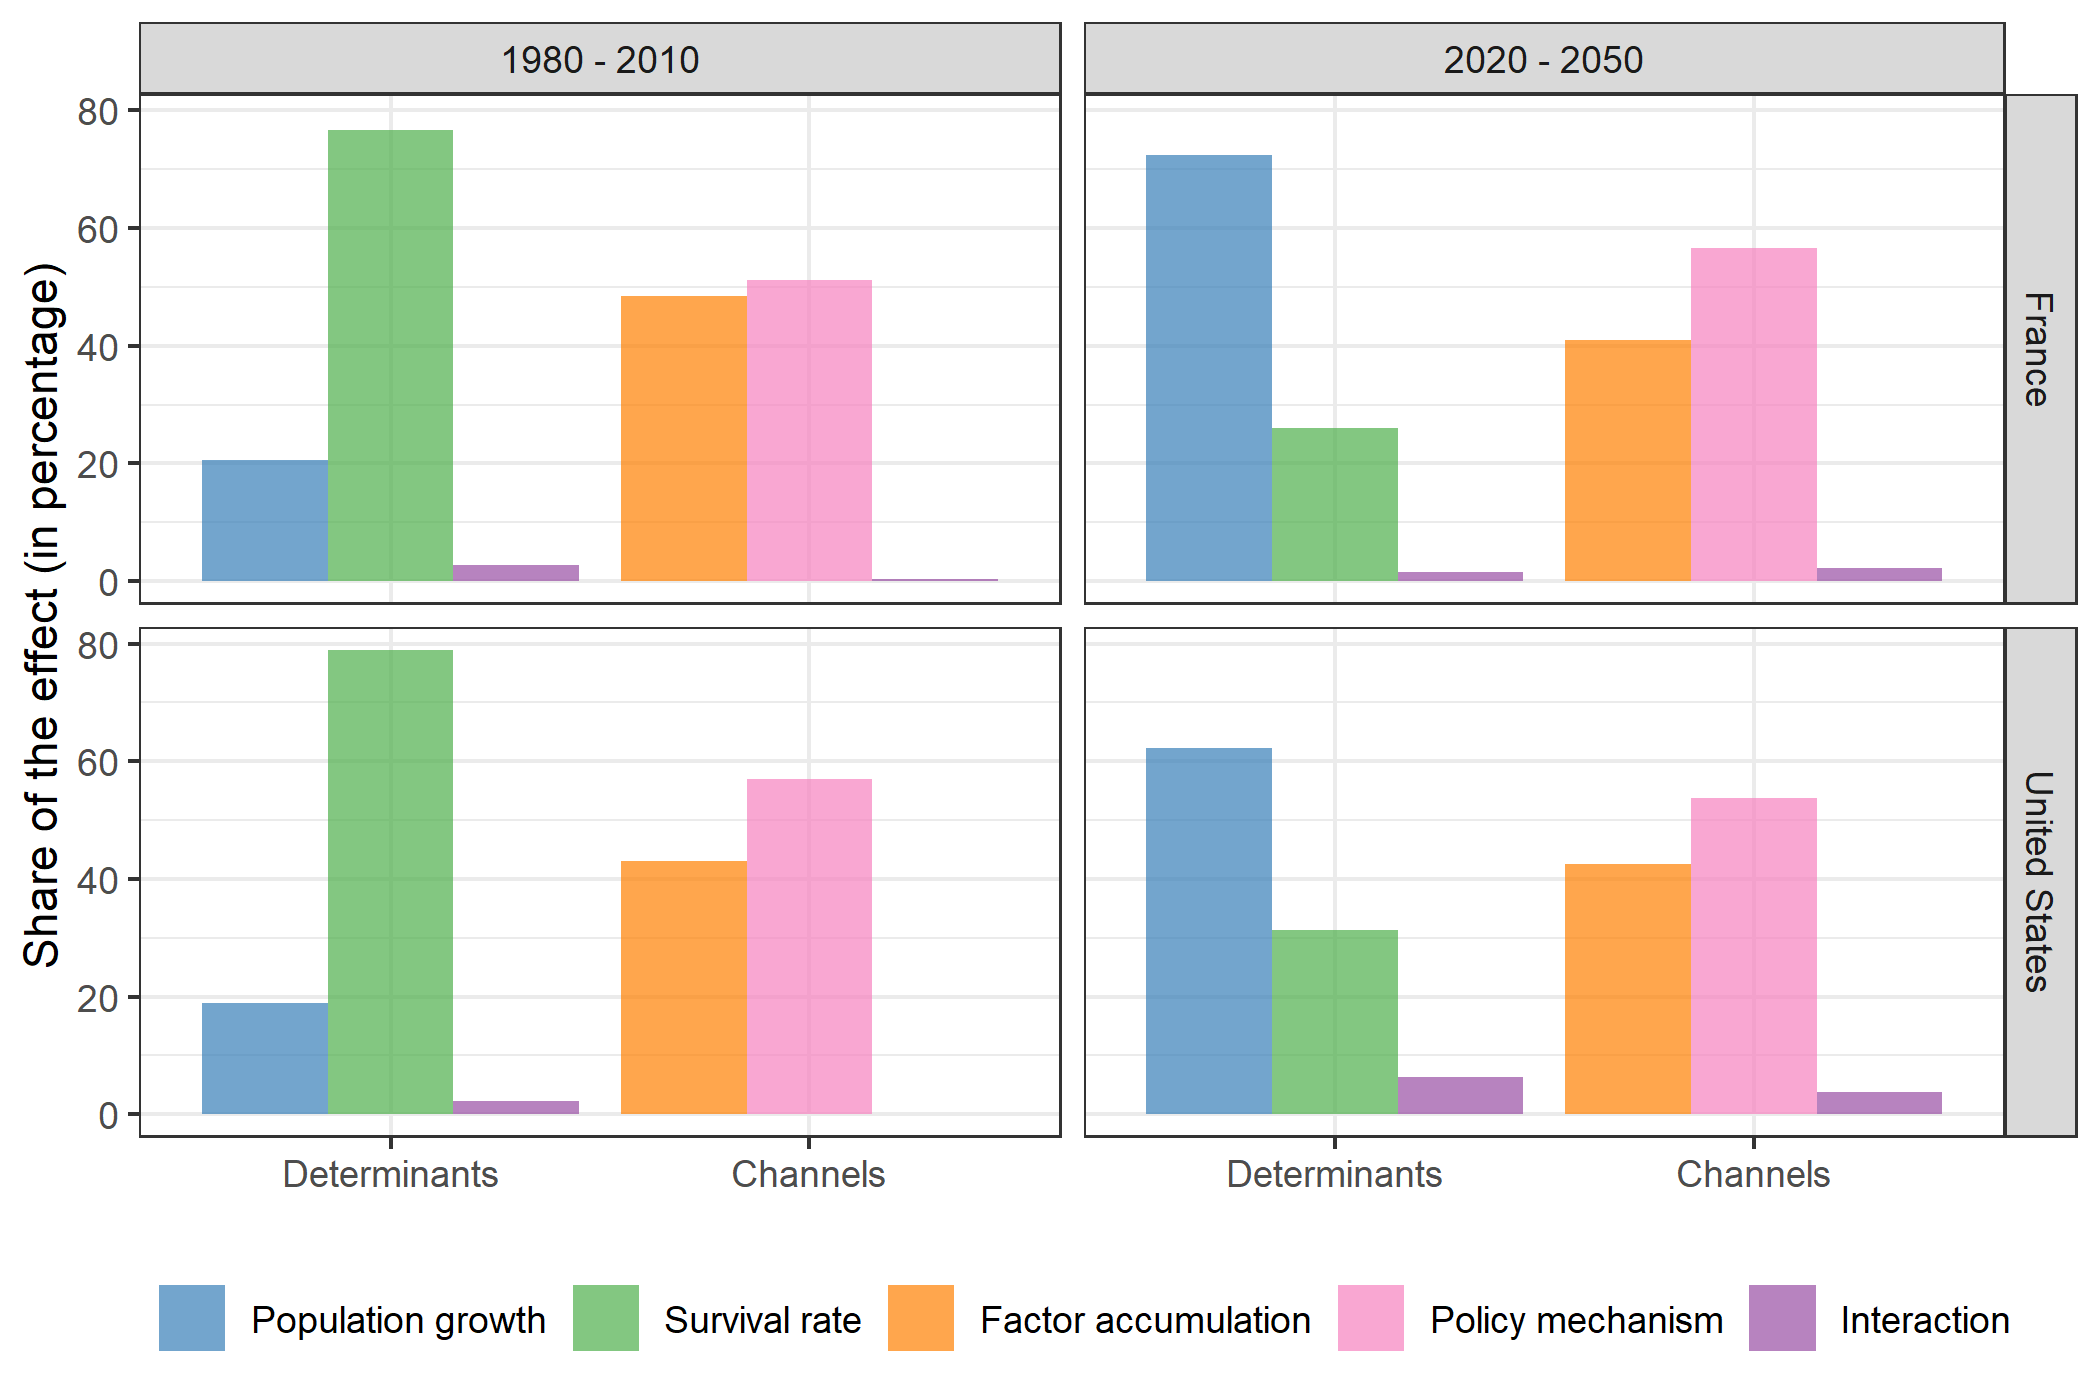 1980 - 2010
2020 - 2050
Share of the effect (in percentage)
80
60
40
20
0
France
80
60
40
20
0
United States
Determinants
Channels
Determinants
Channels
Population growth
Survival rate
Factor accumulation
Policy mechanism
Interaction